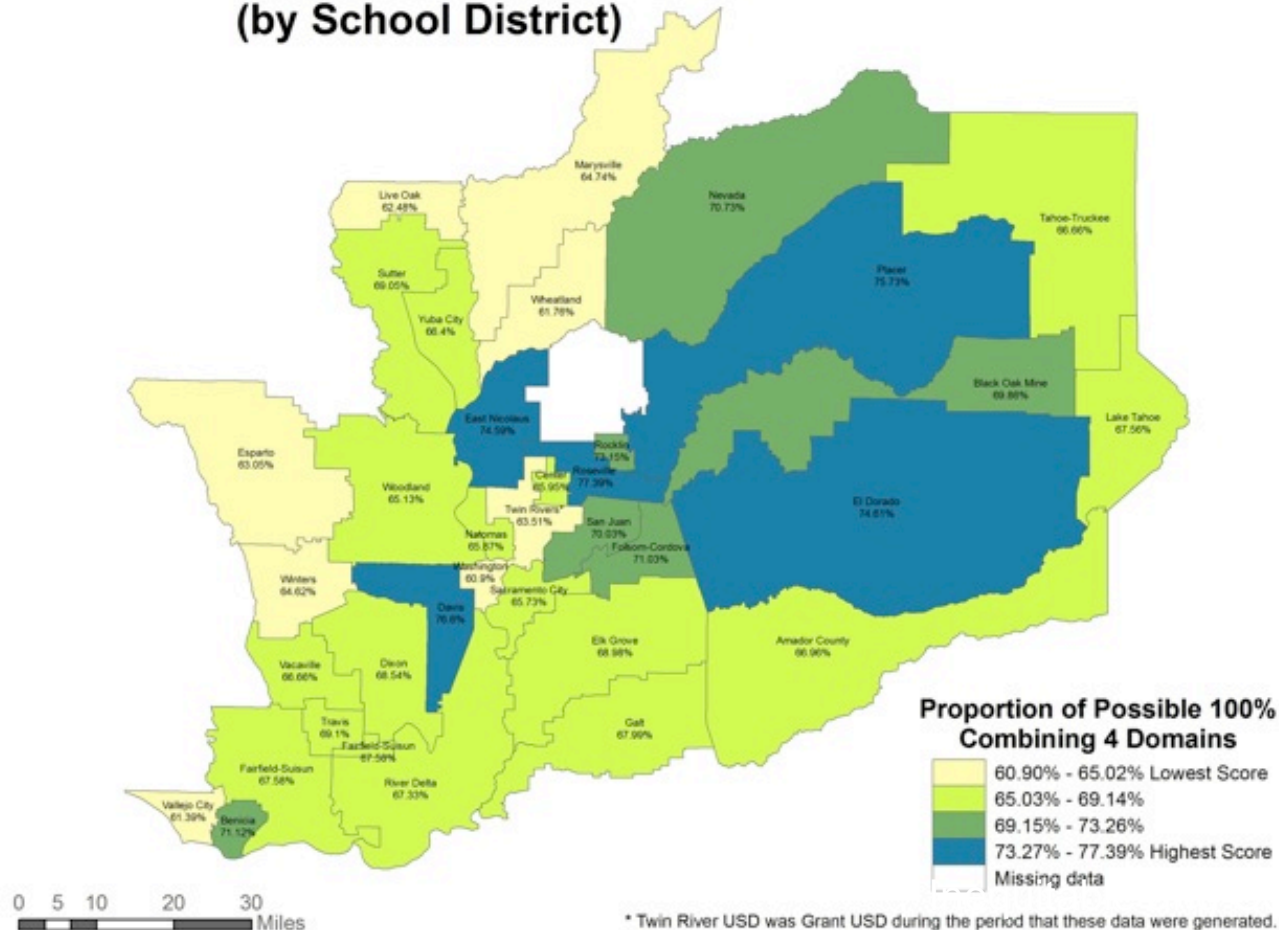 (by School District)
Marysville
64.74%
Live Oak
62.48%
Nevada
70.73%
Tahoe-Truckee
66.66%
Sutter
69.05%
Placer
75.73%
Yuba City
66.4%
Wheatland
61.76%
Black Oak Mine
69.86%
East Nicolaus
74.59%
Lake Tahoe
67.56%
Esparto
63.05%
Rocklin
73.15%
Center
65.95%
Roseville
77.39%
Woodland
65.13%
El Dorado
74.61%
Twin Rivers*
63.51%
San Juan
70.03%
Natomas
65.87%
Folsom-Cordova
71.03%
Washington
60.9%
Winters
64.62%
Sacramento City
65.73%
Davis
76.6%
Elk Grove
68.98%
Amador County
66.96%
Vacaville
66.66%
Dixon
68.54%
Travis
69.1%
Galt
67.99%
Fairfield-Suisun
67.58%
Fairfield-Suisun
67.58%
River Delta
67.33%
Vallejo City
61.39%
Benicia
71.12%
Proportion of Possible 100%
Combining 4 Domains
60.90% - 65.02% Lowest Score
65.03% - 69.14%
69.15% - 73.26%
73.27% - 77.39% Highest Score
Missing data
0 5 10 20 30
Miles
* Twin River USD was Grant USD during the period that these data were generated.